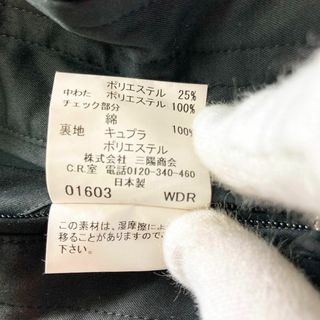 ポリエステル 25%
中わた ポリエステル 100%
チェック部分
綿 100%
裏地 キュプラ
ポリエステル
株式会社 三陽商会
C.R.室 電話0120-340-460
日本製
01603 WDR
この素材は、湿摩擦によ
移ることがありますので
下さい。